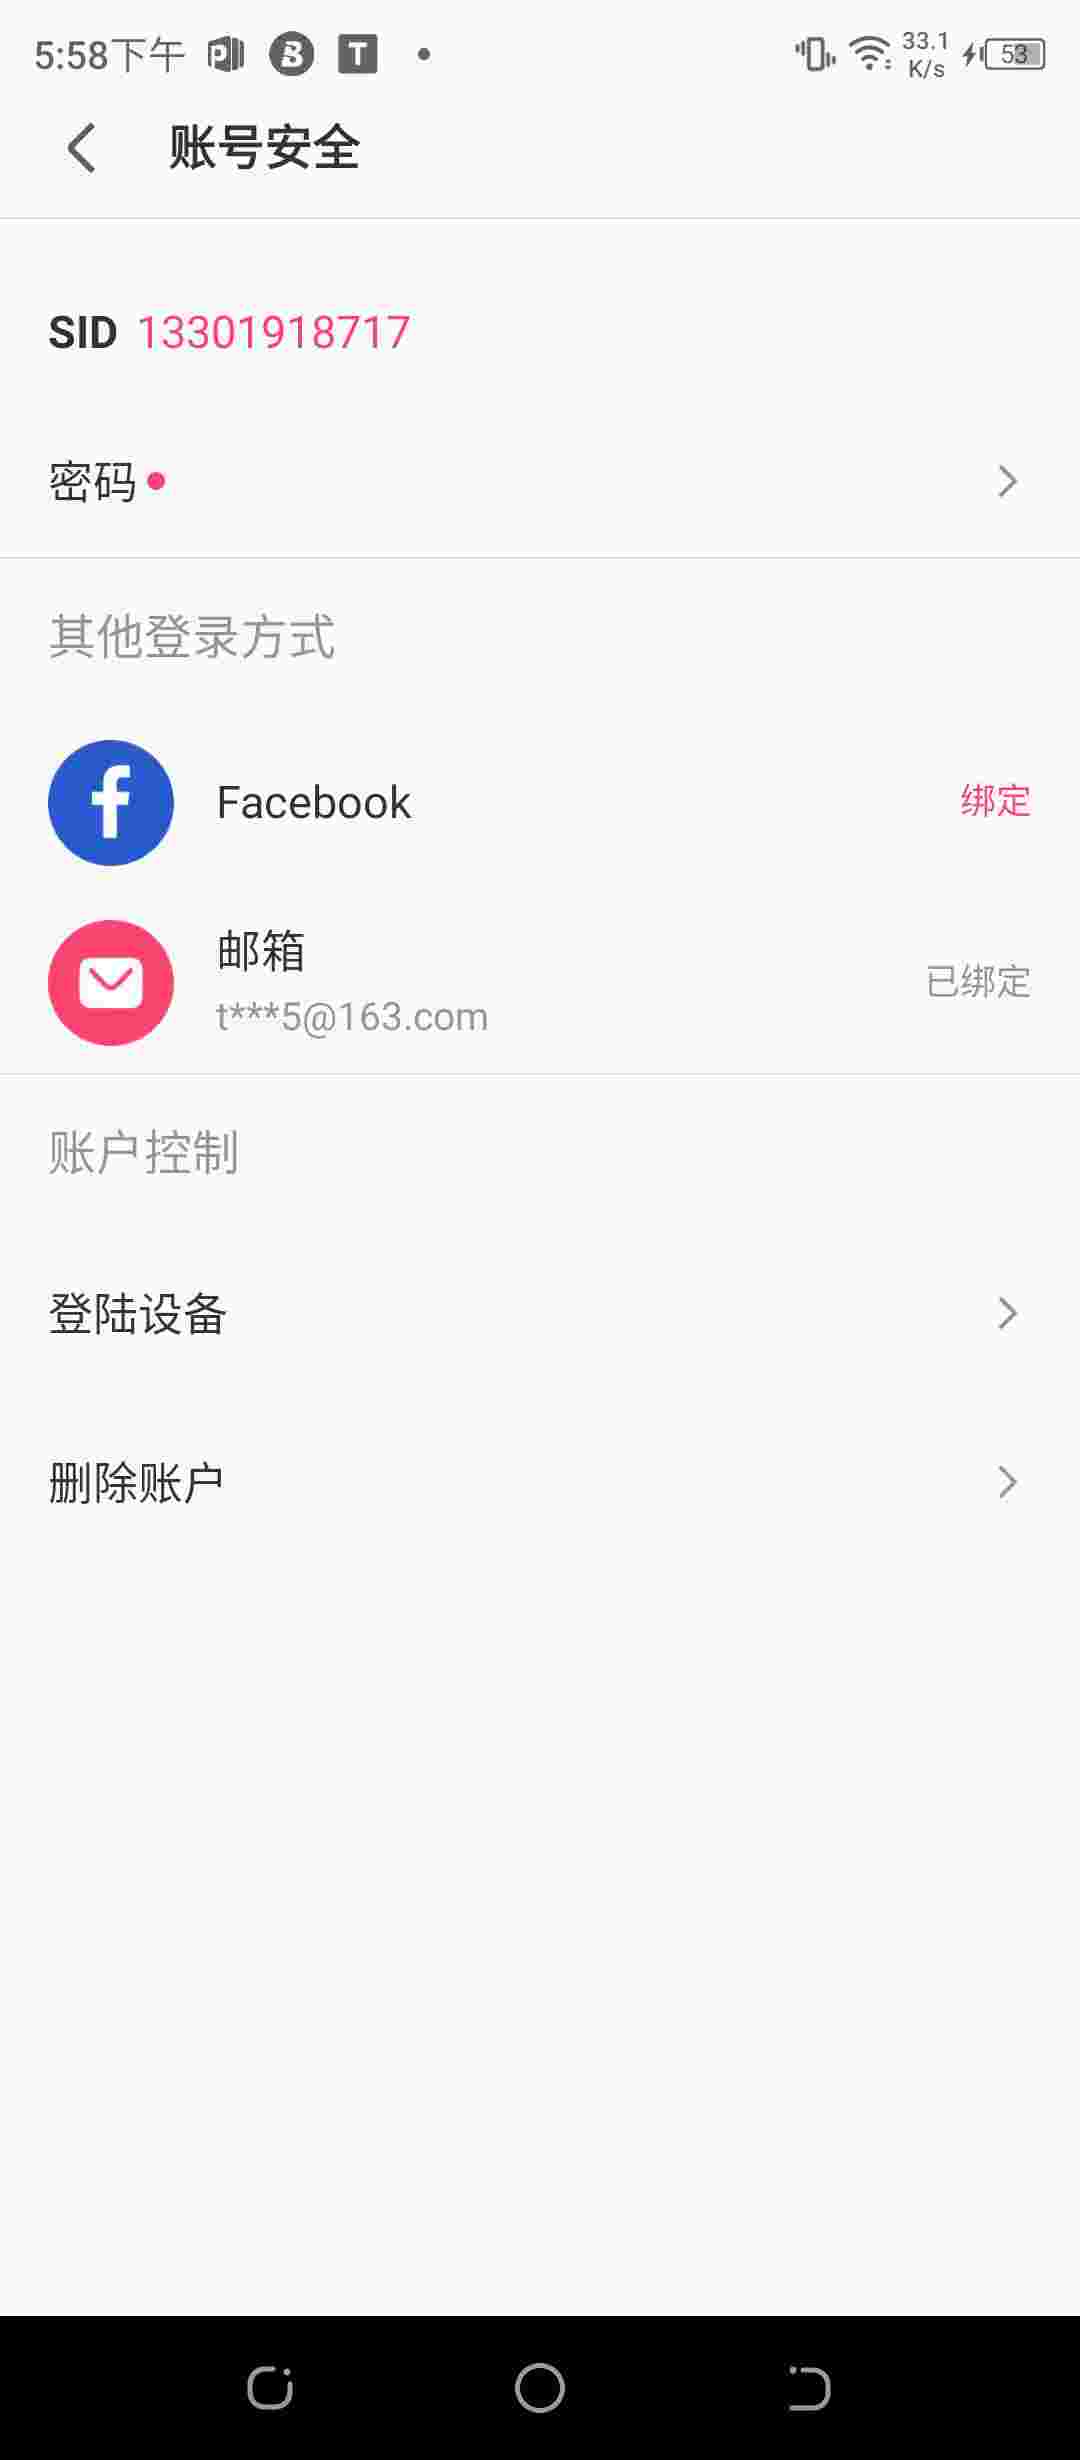 5:58下午
33.1
K/s
53
账号安全
SID 13301918717
密码
其他登录方式
Facebook
绑定
邮箱
t***5@163.com
已绑定
账户控制
登陆设备
删除账户